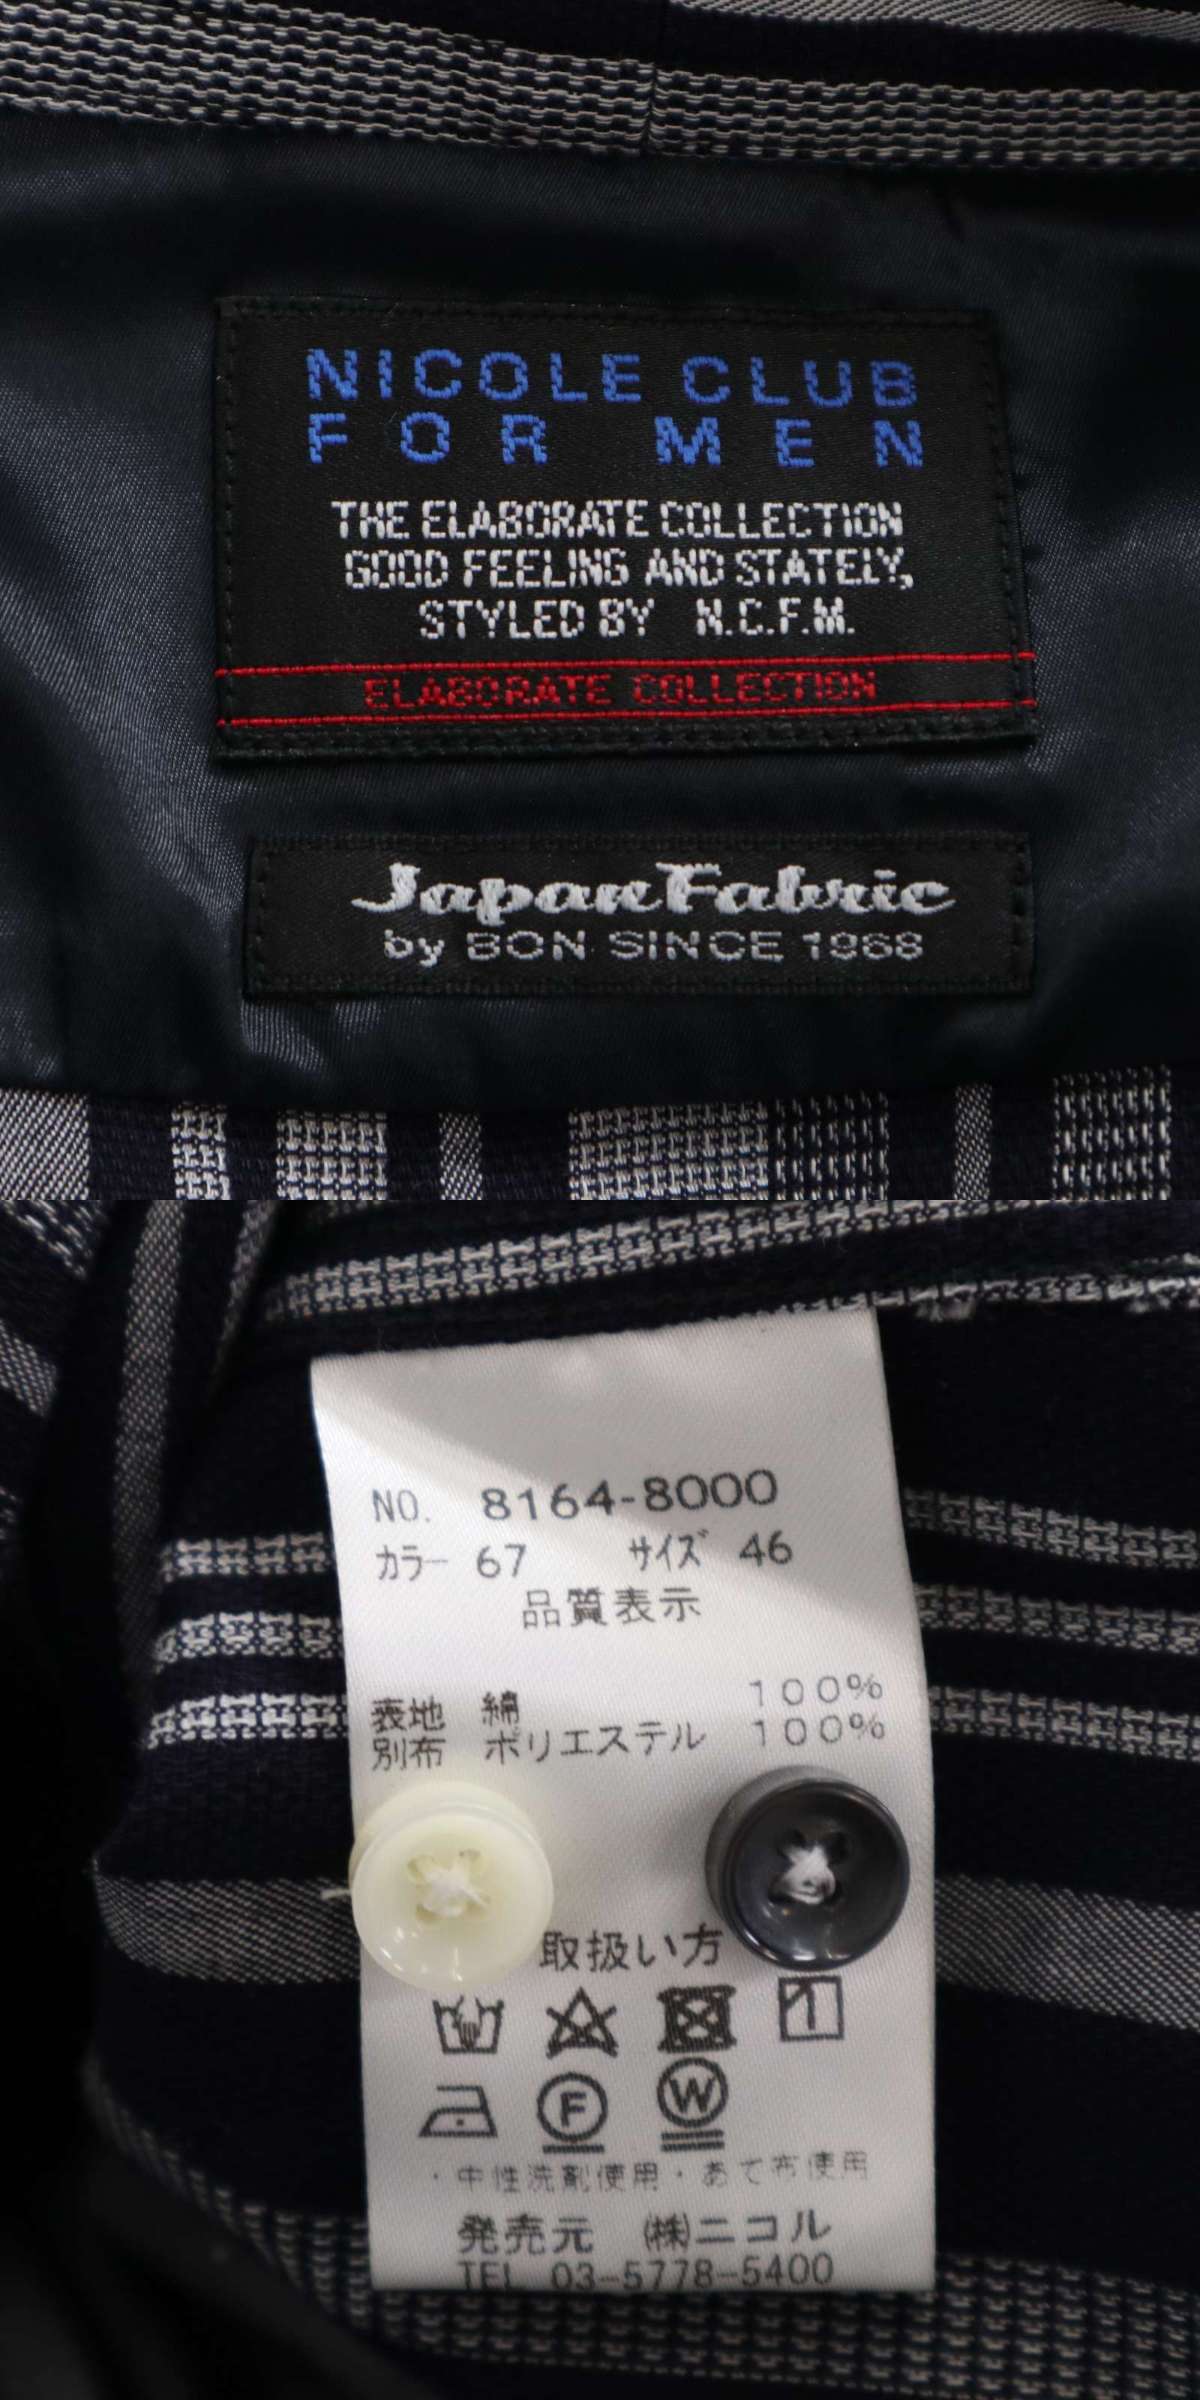 NICOLE CLUB
FOR MEN
THE ELABORATE COLLECTION
GOOD FEELING AND STATELY,
STYLED BY N.C.F.M.
ELABORATE COLLECTION
Japan Fabric
by BON SINCE 1968
NO. 8164-8000
カラー 67 サイズ 46
品質表示
表地 綿 100%
別布 ポリエステル 100%
取扱い方
F W
・中性洗剤使用・あて布使用
発売元 ㈱ニコル
TEL 03-5778-5400